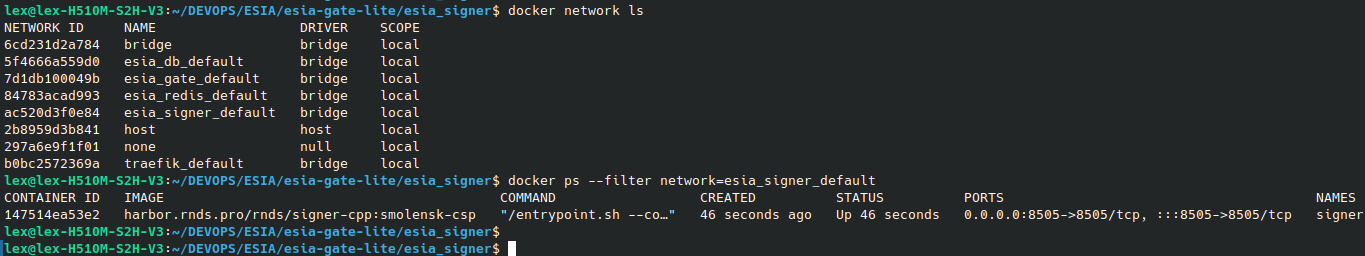 lex@lex-H510M-S2H-V3:~/DEVOPS/ESIA/esia-gate-lite/esia_signer$ docker network ls
NETWORK ID     NAME                  DRIVER    SCOPE
6cd231d2a784   bridge                bridge    local
5f4666a559d0   esia_db_default       bridge    local
7d1db100049b   esia_gate_default     bridge    local
84783acad993   esia_redis_default    bridge    local
ac520d3f0e84   esia_signer_default   bridge    local
2b8959d3b841   host                  host      local
297a6e9f1f01   none                  null      local
b0bc2572369a   traefik_default       bridge    local
lex@lex-H510M-S2H-V3:~/DEVOPS/ESIA/esia-gate-lite/esia_signer$ docker ps --filter network=esia_signer_default
CONTAINER ID   IMAGE                                         COMMAND                  CREATED          STATUS          PORTS                                       NAMES
147514ea53e2   harbor.rnds.pro/rnds/signer-cpp:smolensk-csp   "/entrypoint.sh --co…"   46 seconds ago   Up 46 seconds   0.0.0.0:8505->8505/tcp, :::8505->8505/tcp   signer
lex@lex-H510M-S2H-V3:~/DEVOPS/ESIA/esia-gate-lite/esia_signer$
lex@lex-H510M-S2H-V3:~/DEVOPS/ESIA/esia-gate-lite/esia_signer$